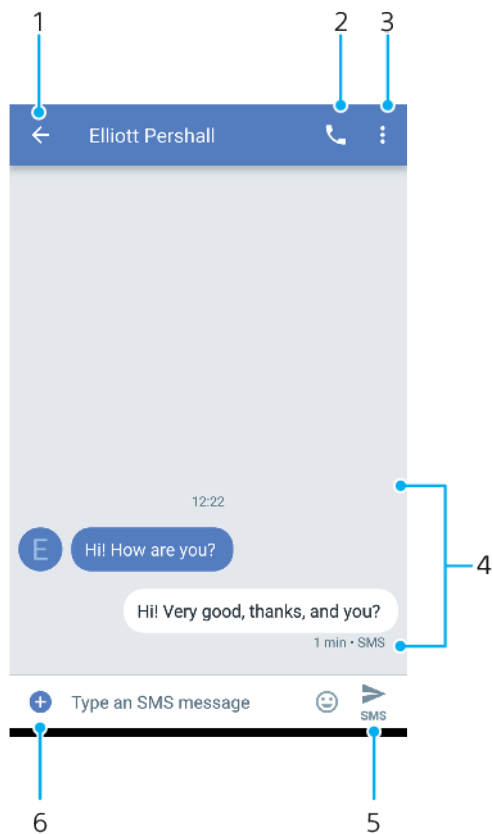 1 2 3
Elliott Pershall
12:22
E Hi! How are you?
Hi! Very good, thanks, and you?
1 min • SMS
4
Type an SMS message
SMS
6 5